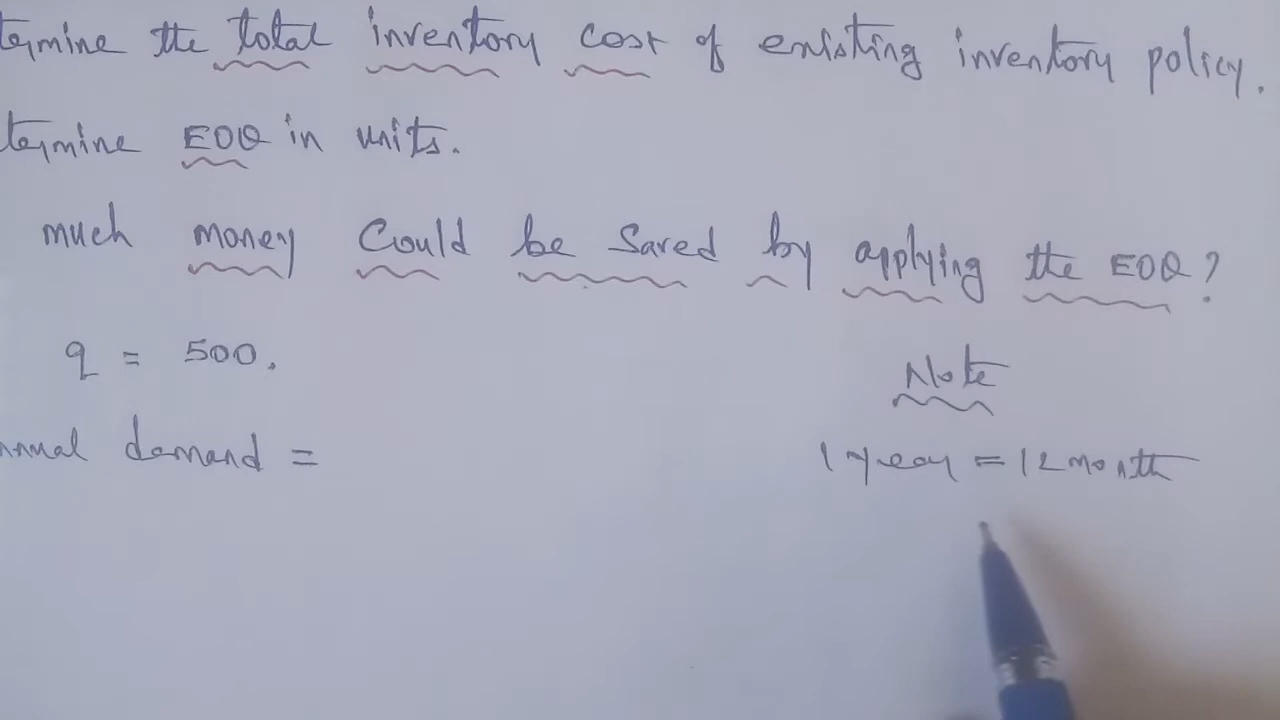 termine the total inventory cost of existing inventory policy.
termine EOQ in units.
much money could be saved by applying the EOQ?
q = 500.
Note
nnual demand =
1 year = 12 month